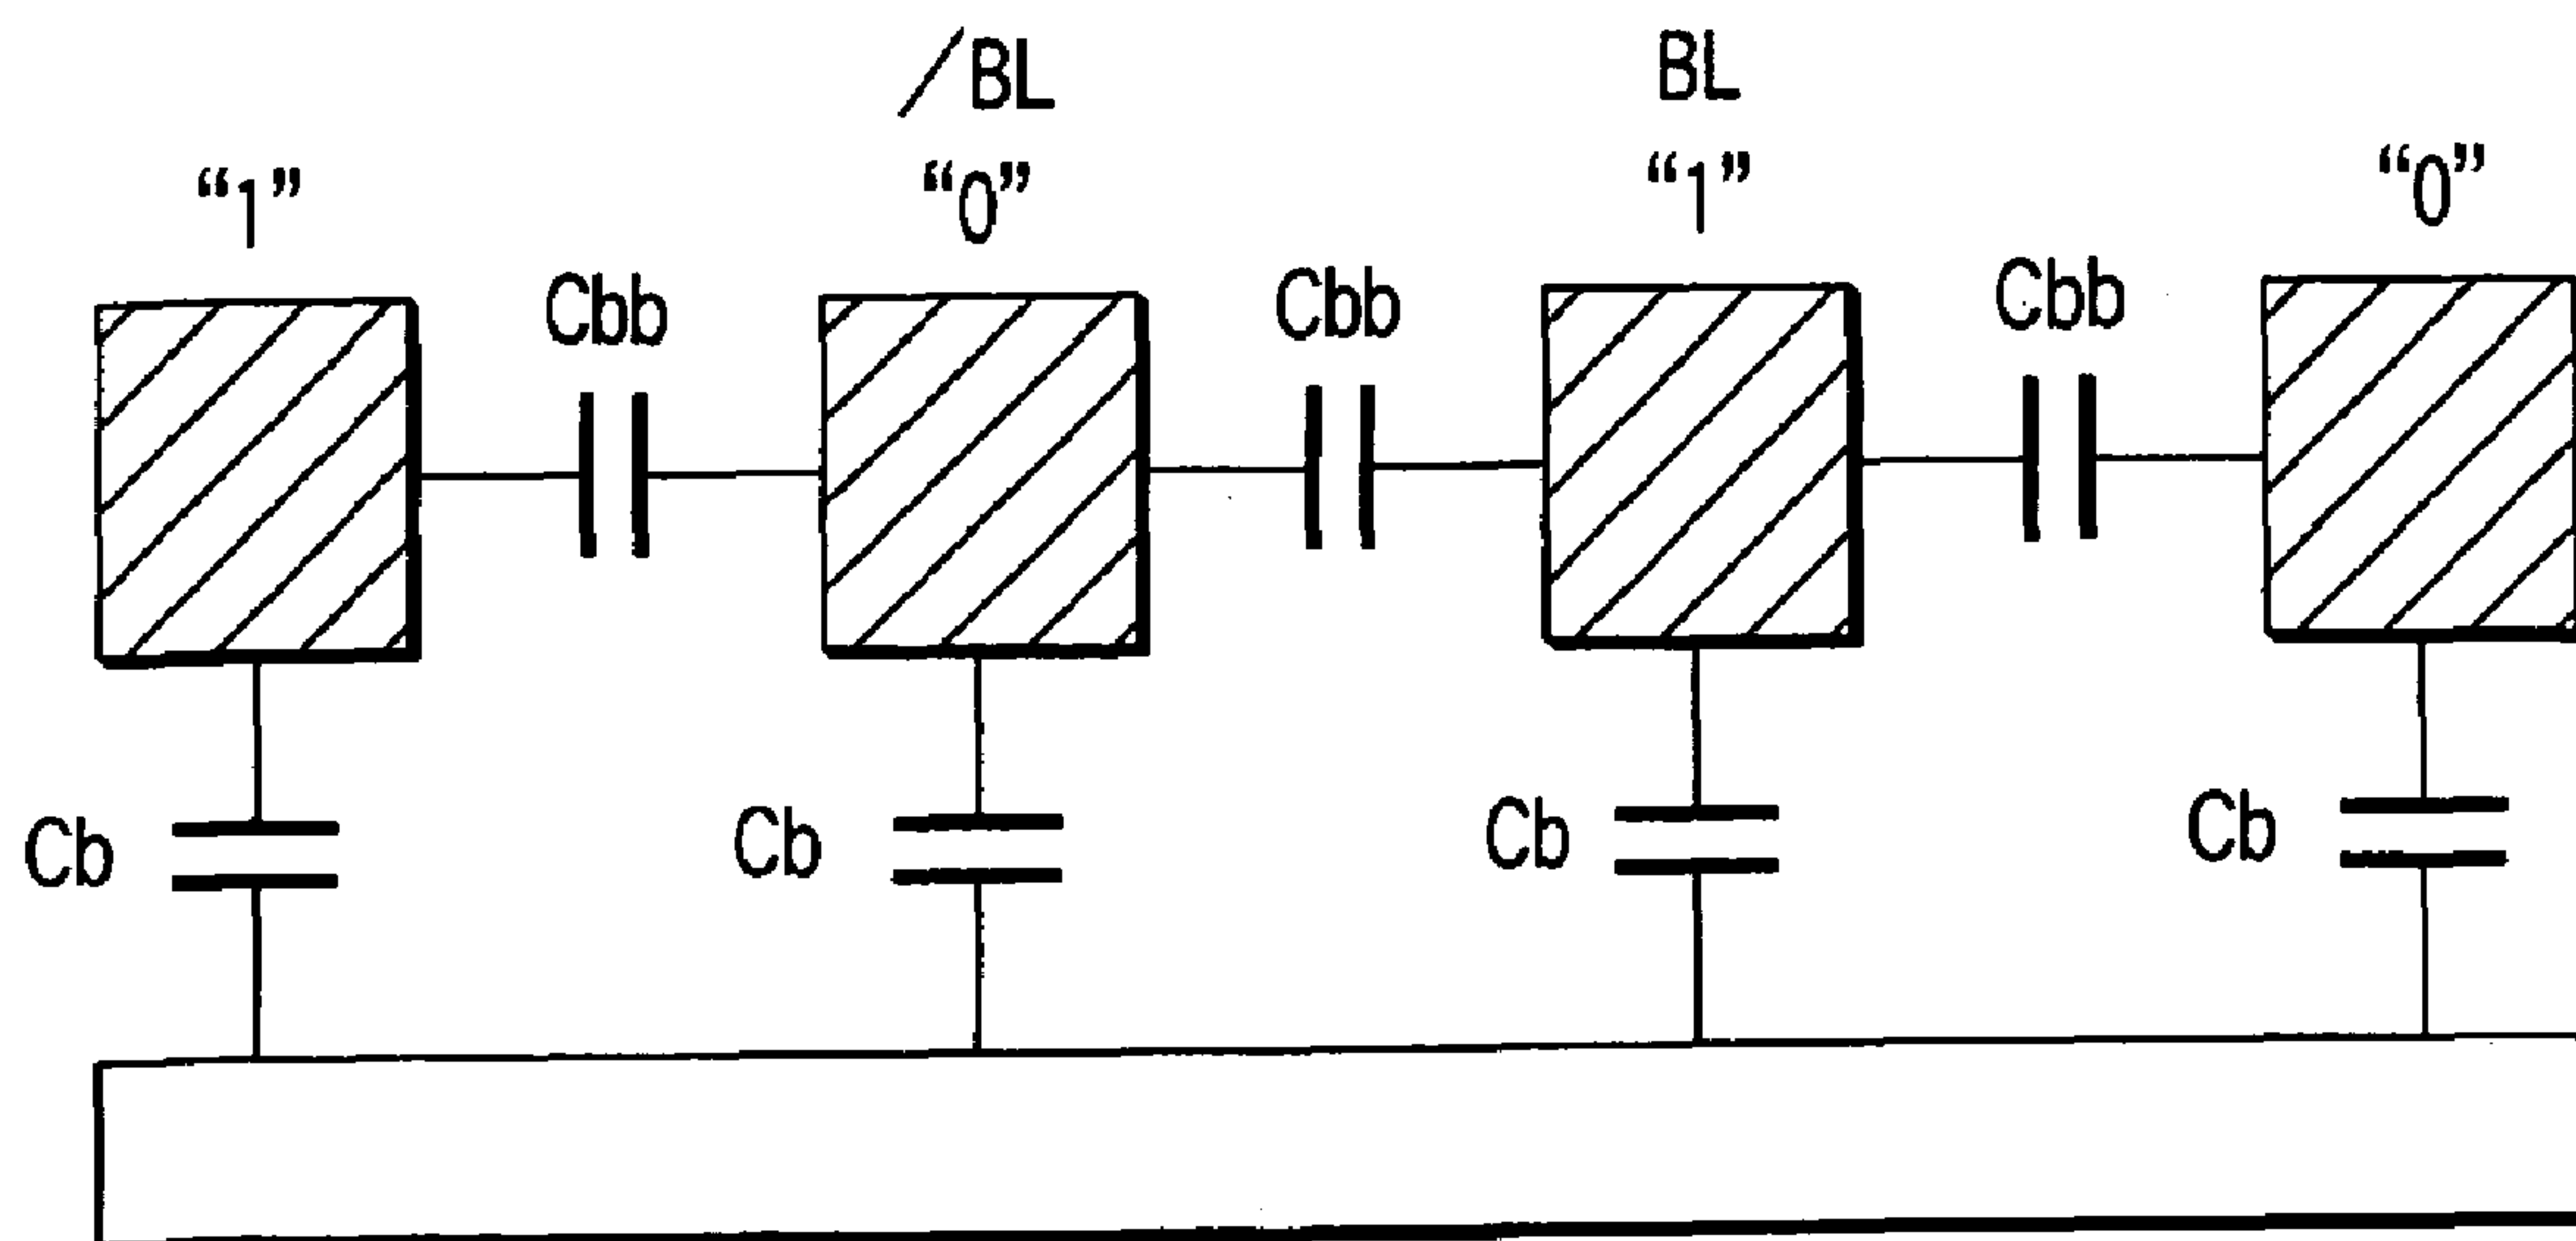 /BL BL
“1” “0” “1” “0”
Cbb Cbb Cbb
Cb Cb Cb Cb